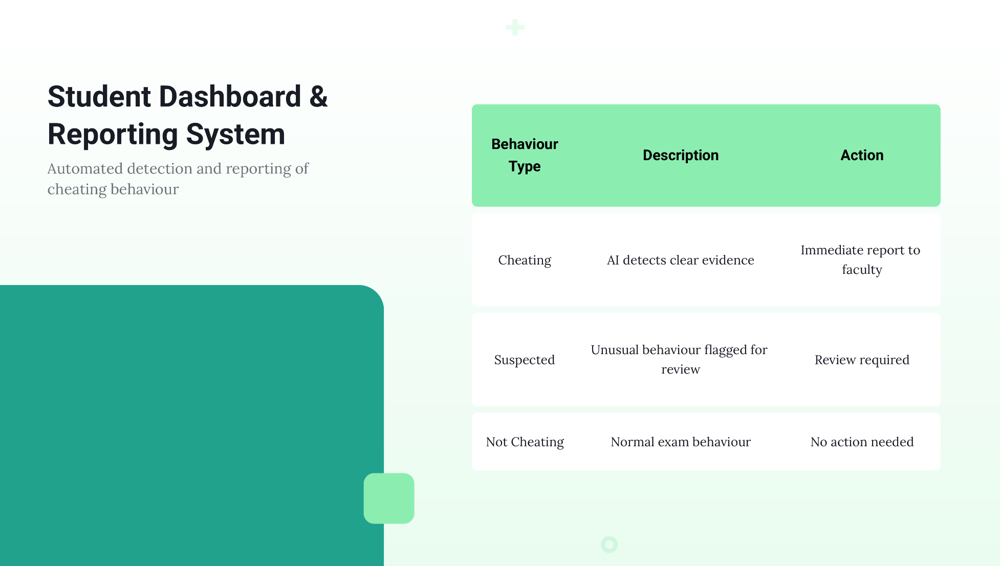 Student Dashboard &
Reporting System
Automated detection and reporting of
cheating behaviour
Behaviour
Type
Description
Action
Cheating
AI detects clear evidence
Immediate report to
faculty
Suspected
Unusual behaviour flagged for
review
Review required
Not Cheating
Normal exam behaviour
No action needed